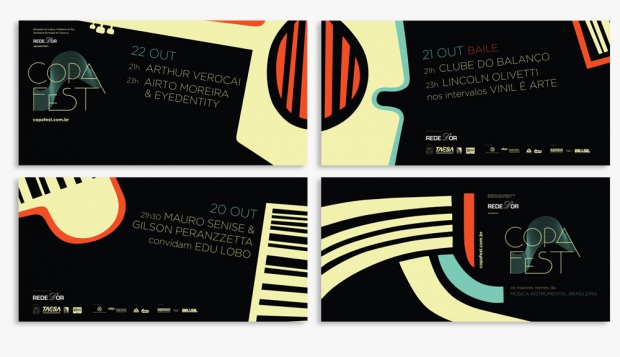 REDE D'OR
apresentam
COPA
FEST
copafest.com.br
22 OUT
21h ARTHUR VEROCAI
23h AIRTO MOREIRA
& EYEDENTITY
21 OUT BAILE
21h CLUBE DO BALANÇO
23h LINCOLN OLIVETTI
nos intervalos VINIL É ARTE
REDE D'OR
TAESA
BRASIL
20 OUT
21h30 MAURO SENISE &
GILSON PERANZZETTA
convidam EDU LOBO
REDE D'OR
TAESA
BRASIL
REDE D'OR
copafest.com.br
COPA
FEST
os maiores nomes da
MÚSICA INSTRUMENTAL BRASILEIRA